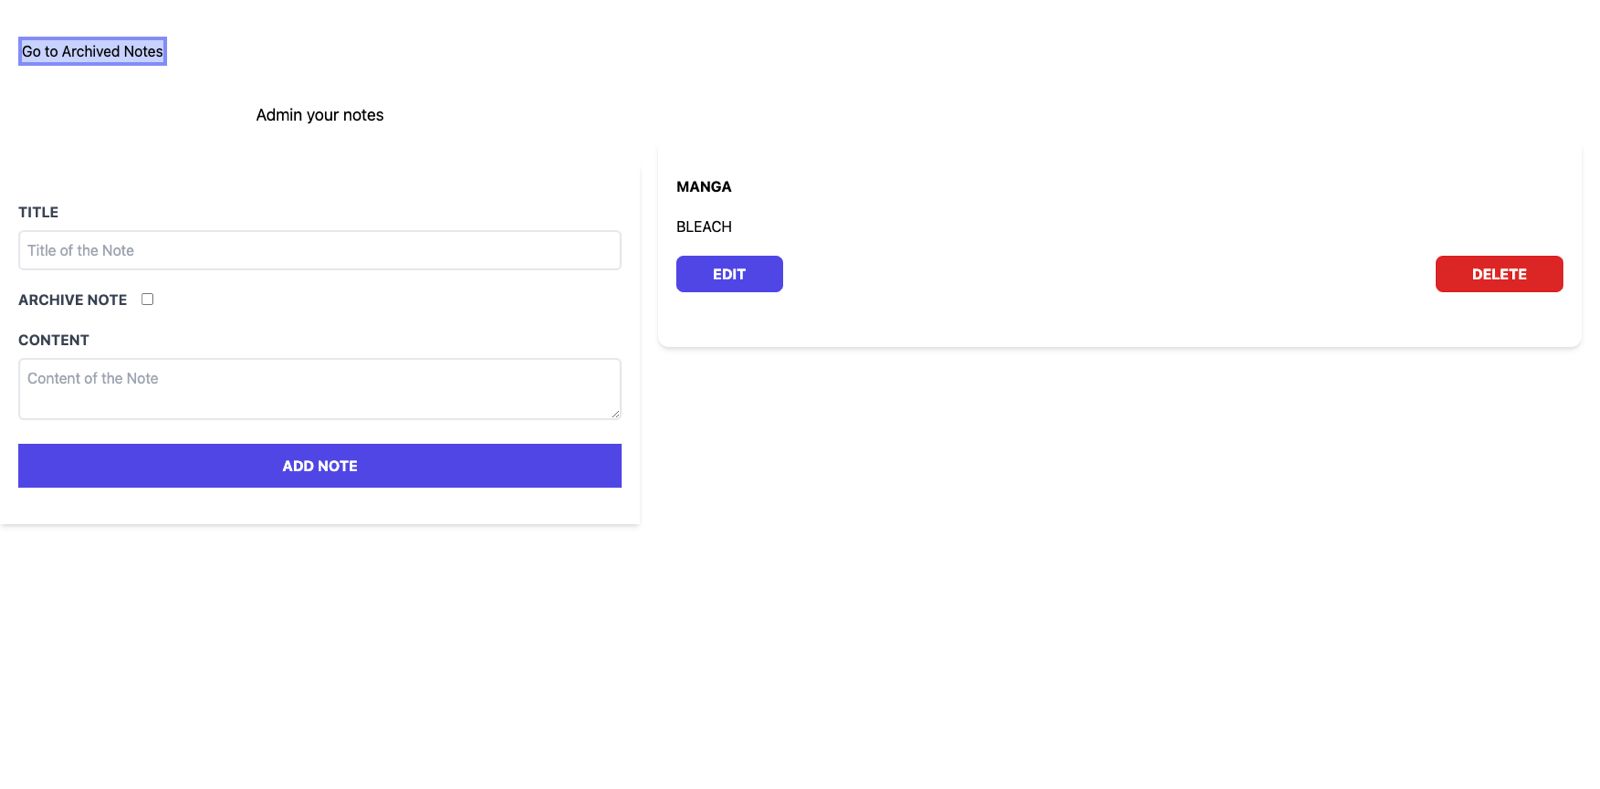 Go to Archived Notes
Admin your notes
TITLE
Title of the Note
ARCHIVE NOTE
CONTENT
Content of the Note
ADD NOTE
MANGA
BLEACH
EDIT
DELETE